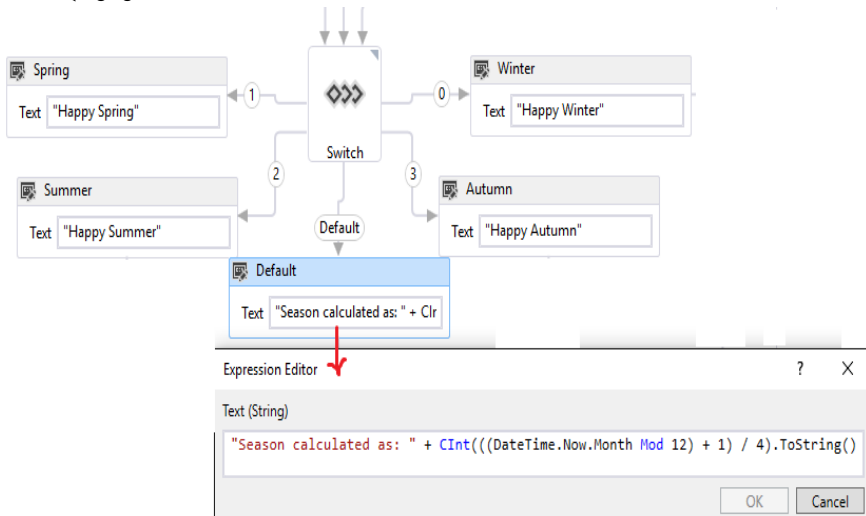 Spring
Text "Happy Spring"
1
Switch
0
Winter
Text "Happy Winter"
2
3
Summer
Text "Happy Summer"
Default
Autumn
Text "Happy Autumn"
Default
Text "Season calculated as: " + CIr
Expression Editor ? X
Text (String)
"Season calculated as: " + CInt(((DateTime.Now.Month Mod 12) + 1) / 4).ToString()
OK Cancel